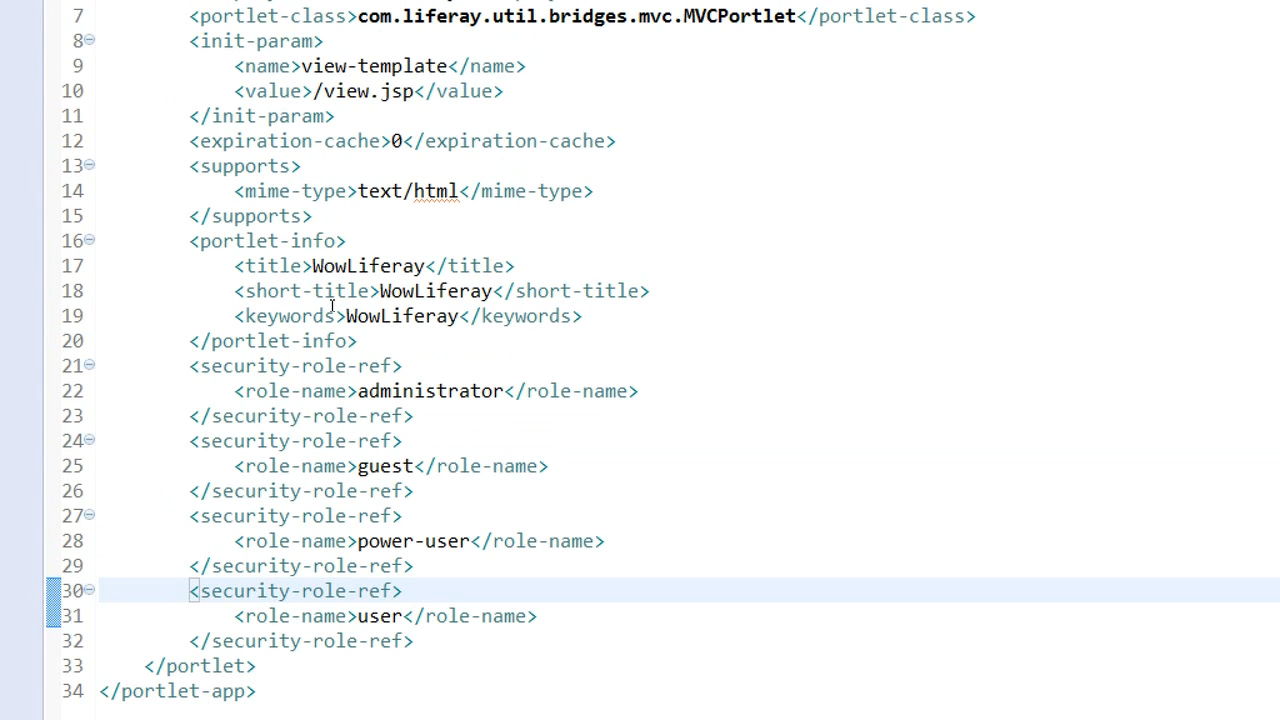 7 <portlet-class>com.liferay.util.bridges.mvc.MVCPortlet</portlet-class>
8 <init-param>
9 <name>view-template</name>
10 <value>/view.jsp</value>
11 </init-param>
12 <expiration-cache>0</expiration-cache>
13 <supports>
14 <mime-type>text/html</mime-type>
15 </supports>
16 <portlet-info>
17 <title>WowLiferay</title>
18 <short-title>WowLiferay</short-title>
19 <keywords>WowLiferay</keywords>
20 </portlet-info>
21 <security-role-ref>
22 <role-name>administrator</role-name>
23 </security-role-ref>
24 <security-role-ref>
25 <role-name>guest</role-name>
26 </security-role-ref>
27 <security-role-ref>
28 <role-name>power-user</role-name>
29 </security-role-ref>
30 <security-role-ref>
31 <role-name>user</role-name>
32 </security-role-ref>
33 </portlet>
34 </portlet-app>